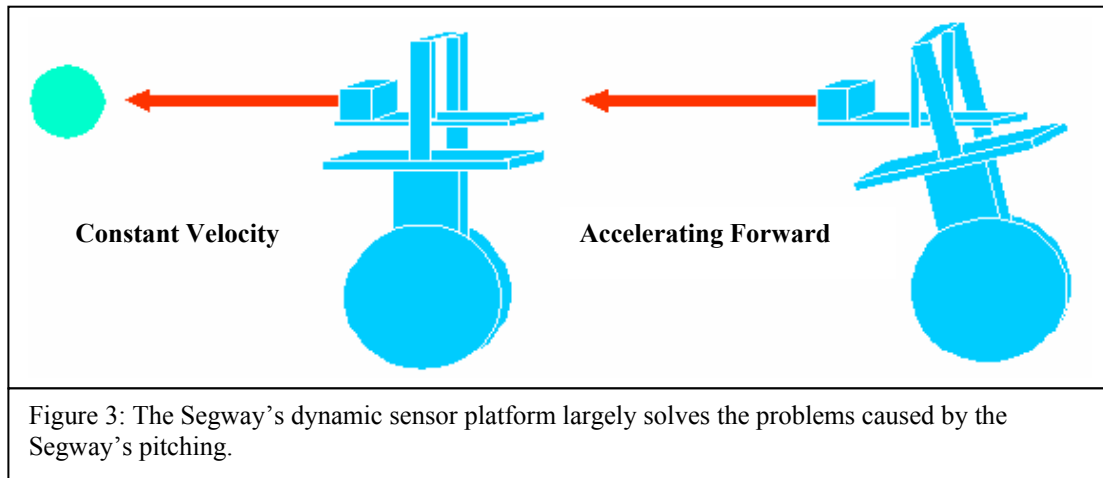 Constant Velocity
Accelerating Forward
Figure 3: The Segway’s dynamic sensor platform largely solves the problems caused by the
Segway’s pitching.